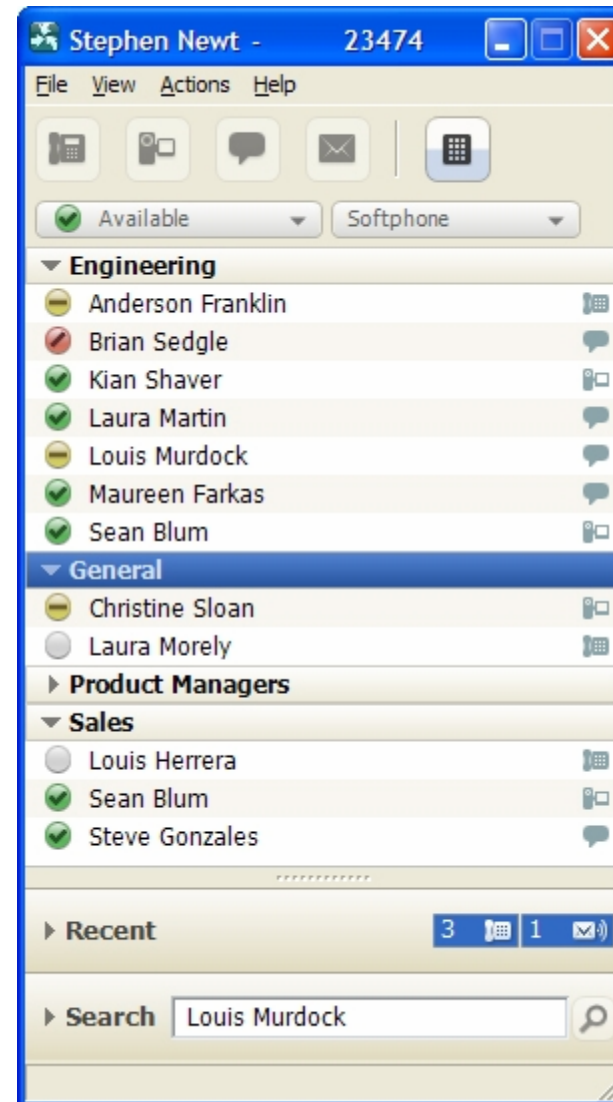 Stephen Newt - 23474
File View Actions Help
Available Softphone
Engineering
Anderson Franklin
Brian Sedgle
Kian Shaver
Laura Martin
Louis Murdock
Maureen Farkas
Sean Blum
General
Christine Sloan
Laura Morely
Product Managers
Sales
Louis Herrera
Sean Blum
Steve Gonzales
Recent 3 1
Search Louis Murdock